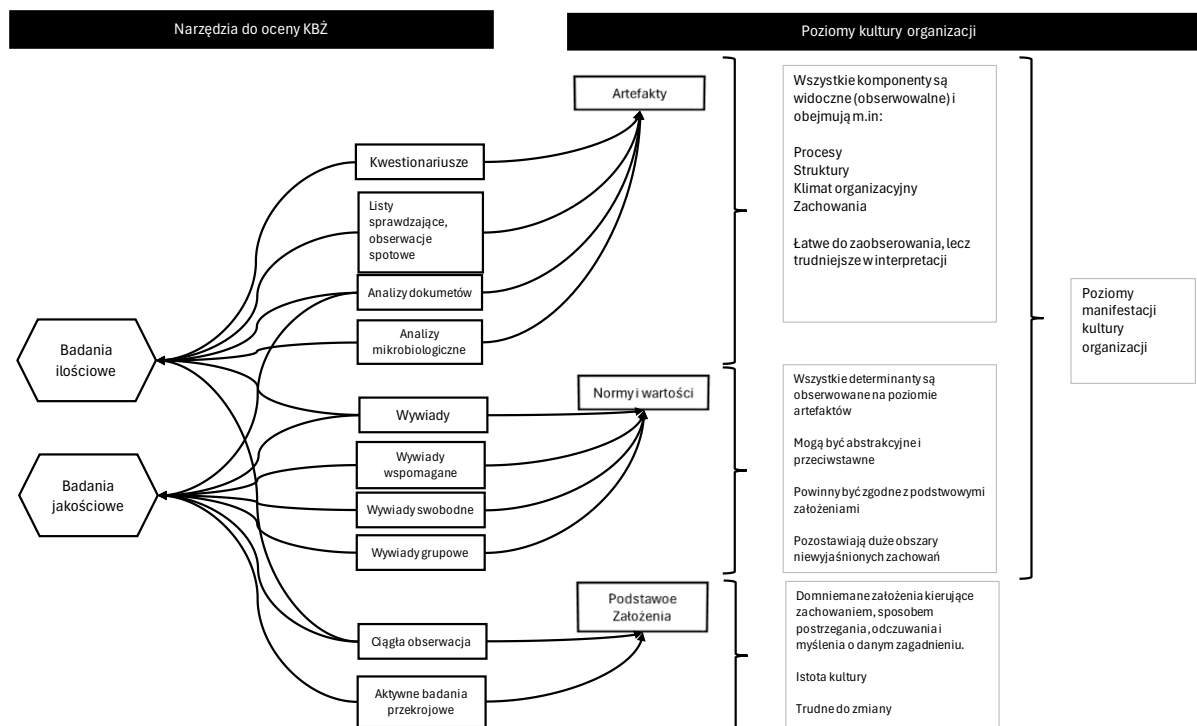 Narzędzia do oceny KBŻ
Poziomy kultury organizacji
Artefakty
Kwestionariusze
Listy
sprawdzające,
obserwacje
spotowe
Analizy dokumetów
Analizy
mikrobiologiczne
Badania
ilościowe
Normy i wartości
Wywiady
Wywiady
wspomagane
Wywiady swobodne
Wywiady grupowe
Badania
jakościowe
Podstawoe
Założenia
Ciągła obserwacja
Aktywne badania
przekrojowe
Wszystkie komponenty są
widoczne (obserwowalne) i
obejmują m.in:
Procesy
Struktury
Klimat organizacyjny
Zachowania
Łatwe do zaobserowania, lecz
trudniejsze w interpretacji
Wszystkie determinanty są
obserwowane na poziomie
artefaktów
Mogą być abstrakcyjne i
przeciwstawne
Powinny być zgodne z podstwowymi
założeniami
Pozostawiają duże obszary
niewyjaśnionych zachowań
Domniemane założenia kierujące
zachowaniem, sposobem
postrzegania, odczuwania i
myślenia o danym zagadnieniu.
Istota kultury
Trudne do zmiany
Poziomy
manifestacji
kultury
organizacji